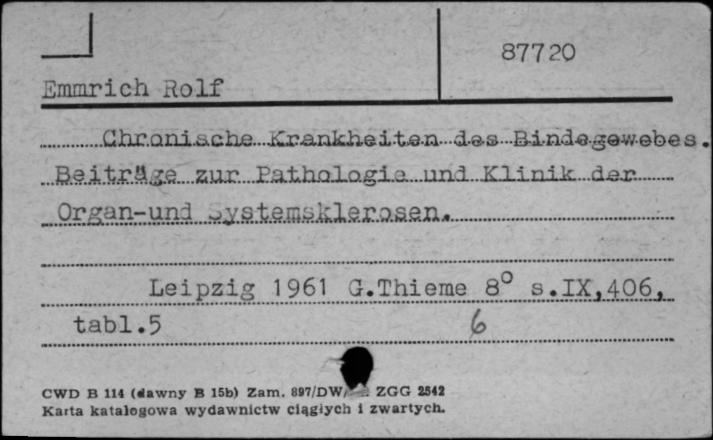 87720
Emmrich Rolf
Chronische Krankheiten des Bindegewebes.
Beiträge zur Pathologie und Klinik der
Organ-und Systemsklerosen.
Leipzig 1961 G.Thieme 8° s.IX,406,
tabl.5 6
CWD B 114 (dawny B 15b) Zam. 897/DW/ ZGG 2542
Karta katalogowa wydawnictw ciągłych i zwartych.